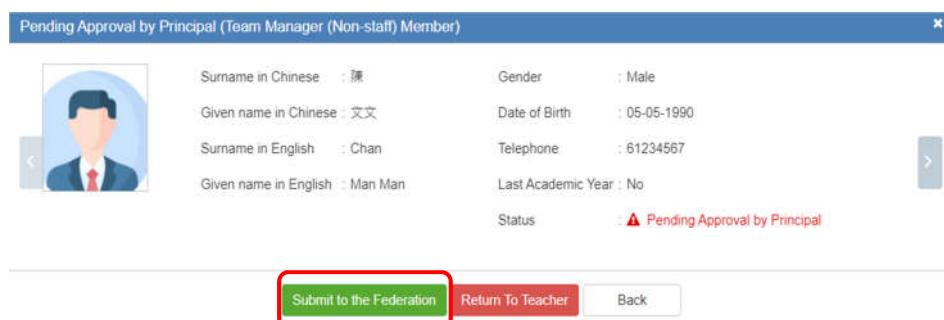 Pending Approval by Principal (Team Manager (Non-staff) Member)
×
Surname in Chinese : 陳
Gender : Male
Given name in Chinese : 文文
Date of Birth : 05-05-1990
Surname in English : Chan
Telephone : 61234567
Given name in English : Man Man
Last Academic Year : No
Status : Pending Approval by Principal
Submit to the Federation
Return To Teacher
Back